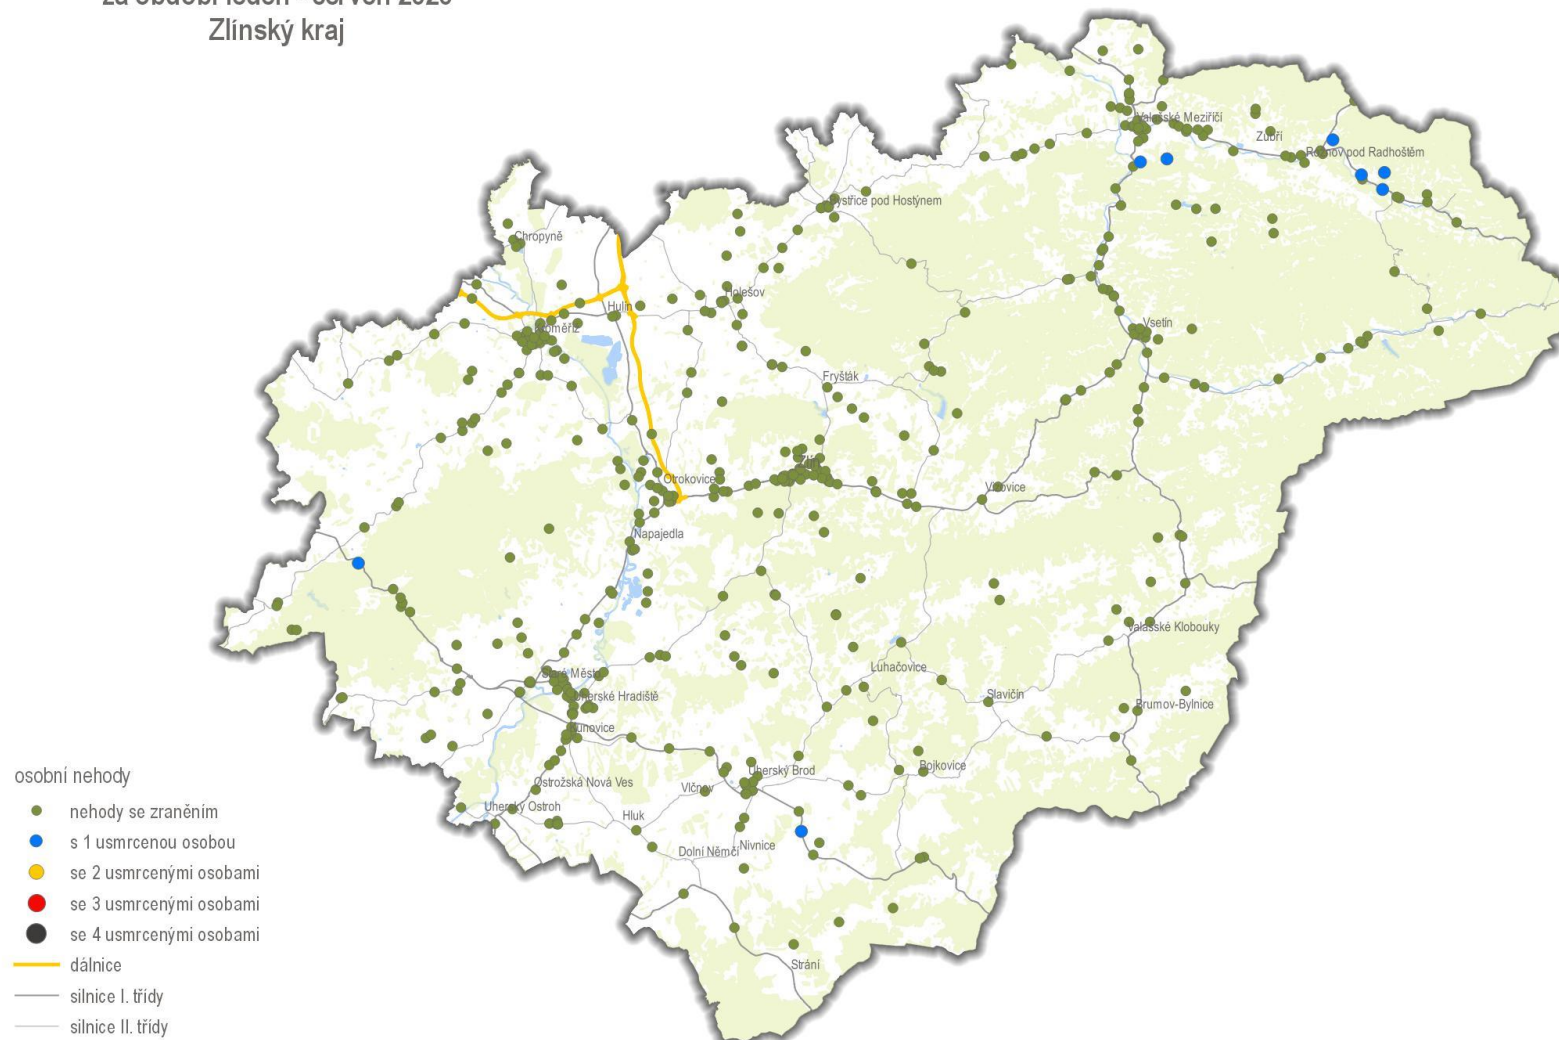 Zlínský kraj
Valašské Meziříčí
Zubří
Rožnov pod Radhoštěm
Bystřice pod Hostýnem
Chropyně
Holešov
Hulín
Kroměříž
Vsetín
Fryšták
Zlín
Otrokovice
Vizovice
Napajedla
Valašské Klobouky
Luhačovice
Staré Město
Slavičín
Uherské Hradiště
Brumov-Bylnice
Kunovice
Bojkovice
Uherský Brod
Ostrožská Nová Ves
Vlčnov
Uherský Ostroh
Hluk
Dolní Němčí
Nivnice
Strání
osobní nehody
nehody se zraněním
s 1 usmrcenou osobou
se 2 usmrcenými osobami
se 3 usmrcenými osobami
se 4 usmrcenými osobami
dálnice
silnice I. třídy
silnice II. třídy